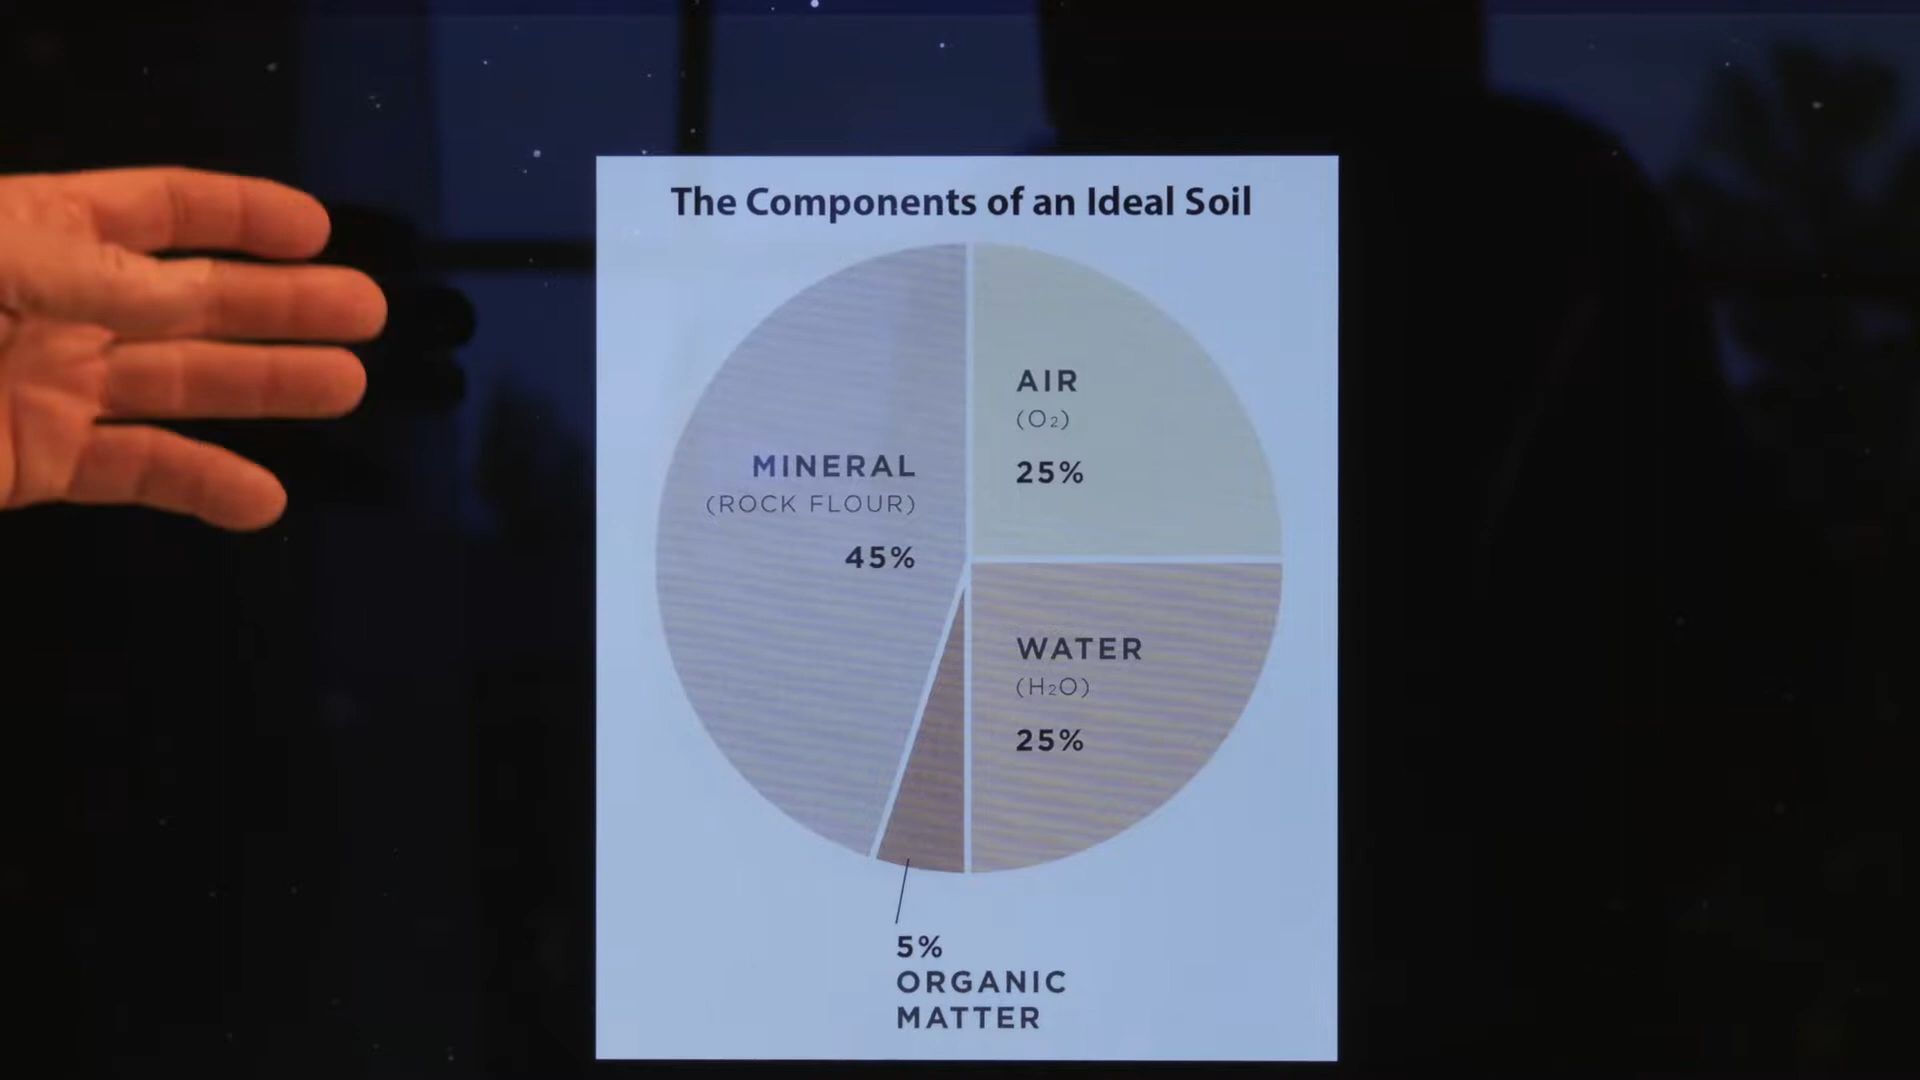 The Components of an Ideal Soil
MINERAL
(ROCK FLOUR)
45%
AIR
(O₂)
25%
WATER
(H₂O)
25%
5%
ORGANIC
MATTER